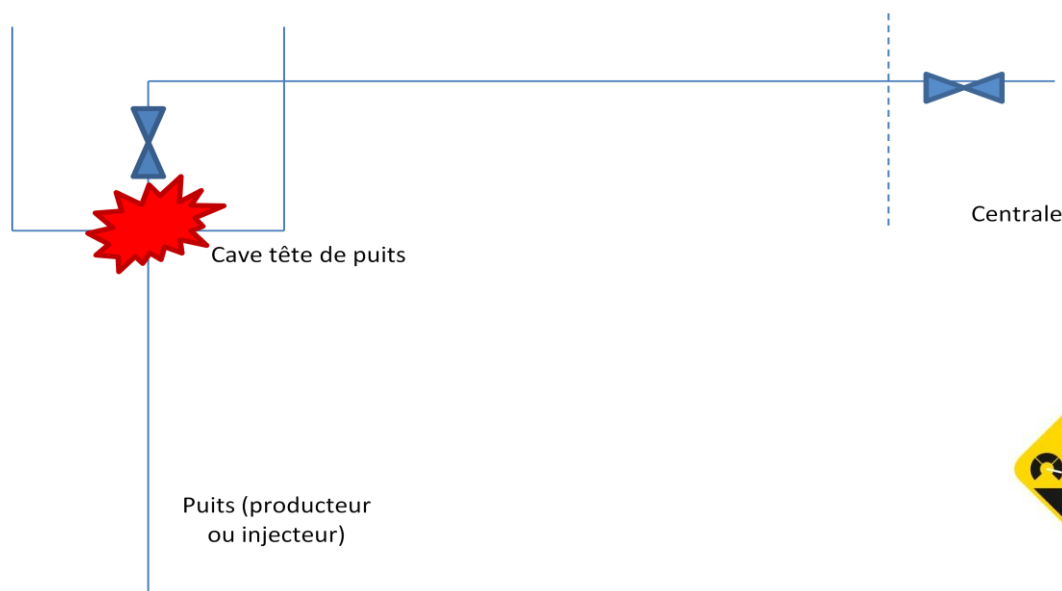 Centrale
Cave tête de puits
Puits (producteur
ou injecteur)